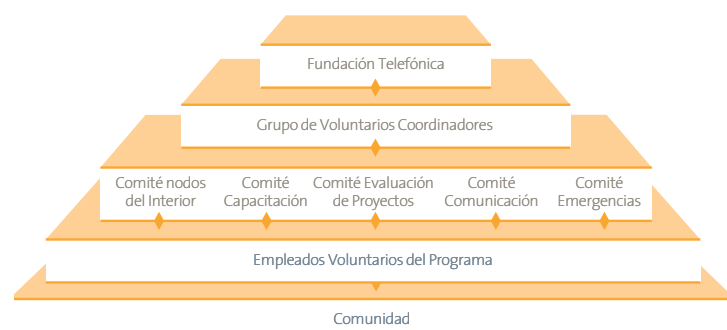 Fundación Telefónica
Grupo de Voluntarios Coordinadores
Comité nodos
del Interior
Comité
Capacitación
Comité Evaluación
de Proyectos
Comité
Comunicación
Comité
Emergencias
Empleados Voluntarios del Programa
Comunidad